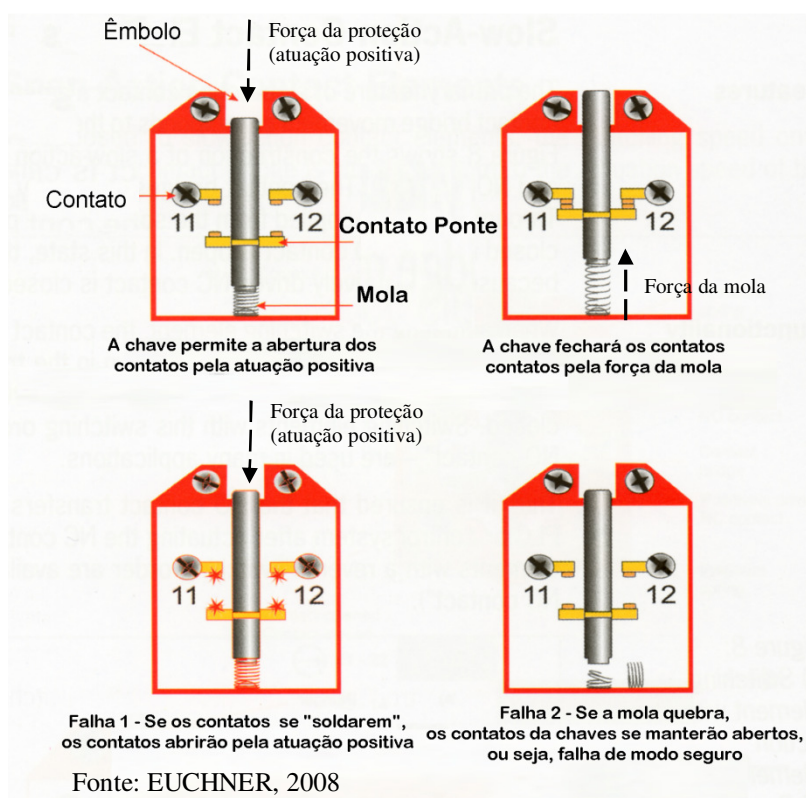 Êmbolo
Força da proteção
(atuação positiva)
Contato
11
12
Contato Ponte
Mola
A chave permite a abertura dos
contatos pela atuação positiva
11
12
Força da mola
A chave fechará os contatos
contatos pela força da mola
Força da proteção
(atuação positiva)
11
12
Falha 1 - Se os contatos se "soldarem",
os contatos abrirão pela atuação positiva
11
12
Falha 2 - Se a mola quebra,
os contatos da chaves se manterão abertos,
ou seja, falha de modo seguro
Fonte: EUCHNER, 2008